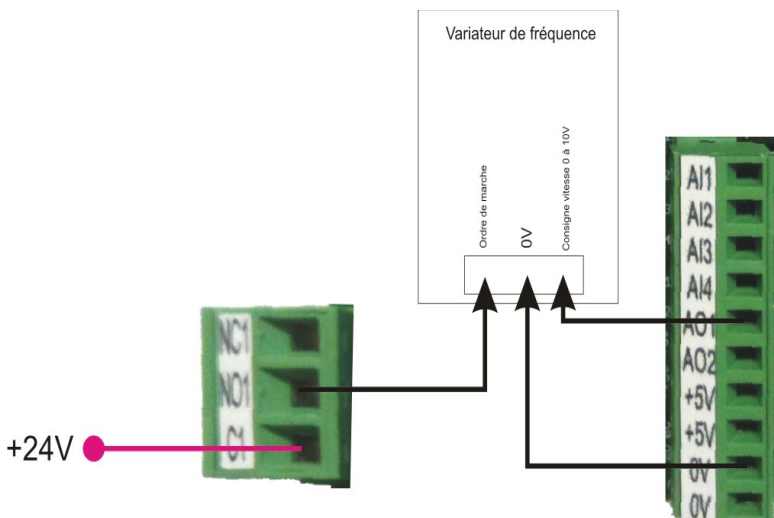 Variateur de fréquence
Ordre de marche
0V
Consigne vitesse 0 à 10V
NC1
NO1
C1
+24V
AI1
AI2
AI3
AI4
AO1
AO2
+5V
+5V
0V
0V